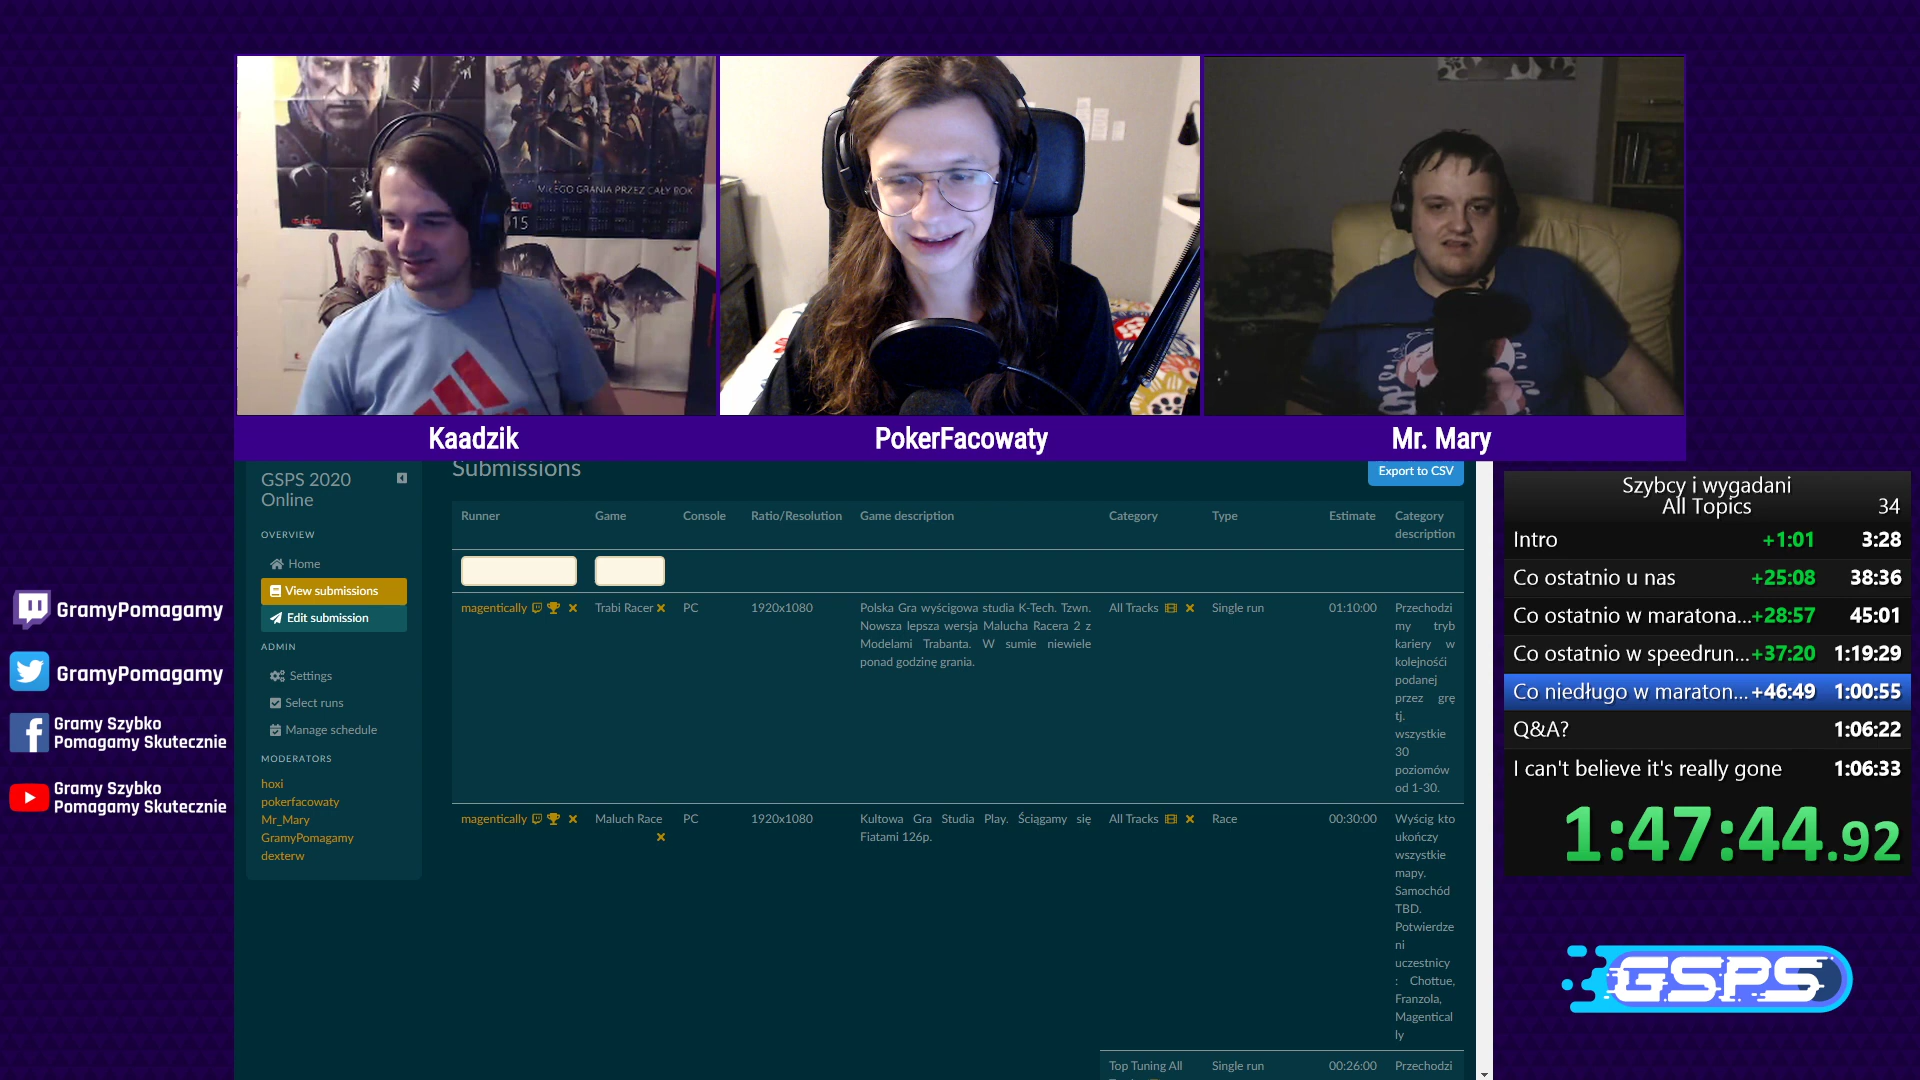 MIŁEGO GRANIA PRZEZ CAŁY ROK
15
Kaadzik
PokerFacowaty
Mr. Mary
GramyPomagamy
GramyPomagamy
Gramy Szybko
Pomagamy Skutecznie
Gramy Szybko
Pomagamy Skutecznie
GSPS 2020
Online
OVERVIEW
Home
View submissions
Edit submission
ADMIN
Settings
Select runs
Manage schedule
MODERATORS
hoxi
pokerfacowaty
Mr_Mary
GramyPomagamy
dexterw
Submissions
Export to CSV
Runner Game Console Ratio/Resolution Game description Category Type Estimate Category
description
magentically Trabi Racer PC 1920x1080
Polska Gra wyścigowa studia K-Tech. Tzwn.
Nowsza lepsza wersja Malucha Racera 2 z
Modelami Trabanta. W sumie niewiele
ponad godzinę grania.
All Tracks Single run 01:10:00
Przechodzi
my tryb
kariery w
kolejnośći
podanej
przez grę
tj.
wszystkie
30
poziomów
od 1-30.
magentically Maluch Race PC 1920x1080
Kultowa Gra Studia Play. Ściągamy się
Fiatami 126p.
All Tracks Race 00:30:00
Wyścig kto
ukończy
wszystkie
mapy.
Samochód
TBD.
Potwierdze
ni
uczestnicy
: Chottue,
Franzola,
Magentical
ly
Top Tuning All Single run 00:26:00 Przechodzi
Szybcy i wygadani
All Topics 34
Intro +1:01 3:28
Co ostatnio u nas +25:08 38:36
Co ostatnio w maratona...+28:57 45:01
Co ostatnio w speedrun...+37:20 1:19:29
Co niedługo w maraton...+46:49 1:00:55
Q&A? 1:06:22
I can't believe it's really gone 1:06:33
1:47:44.92
GSPS